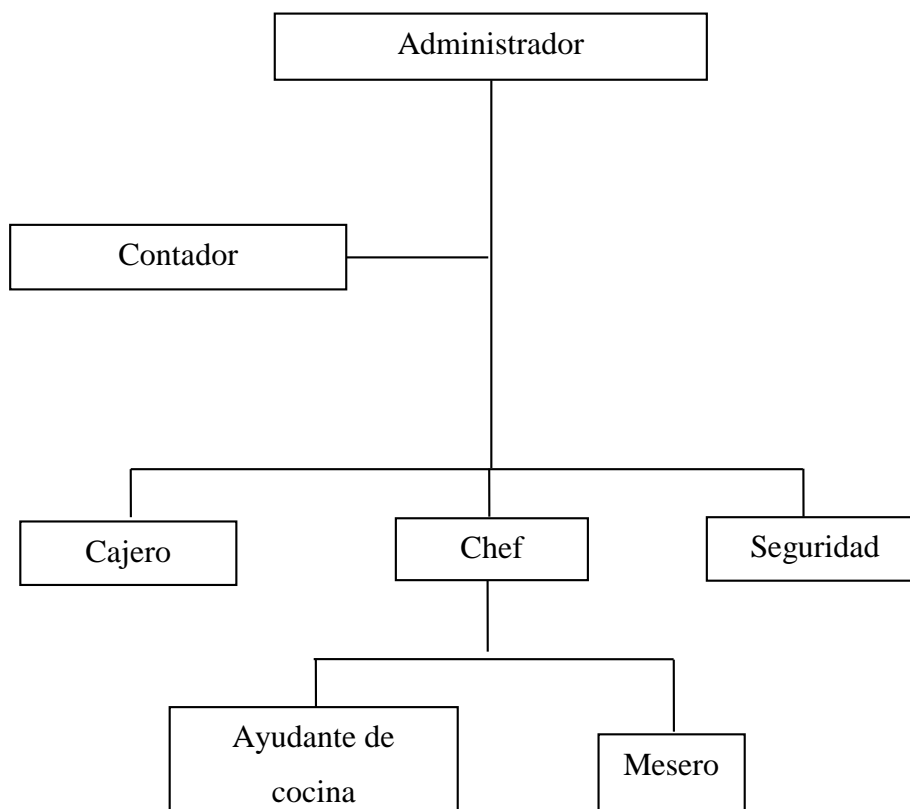 Administrador
Contador
Cajero
Chef
Seguridad
Ayudante de
cocina
Mesero